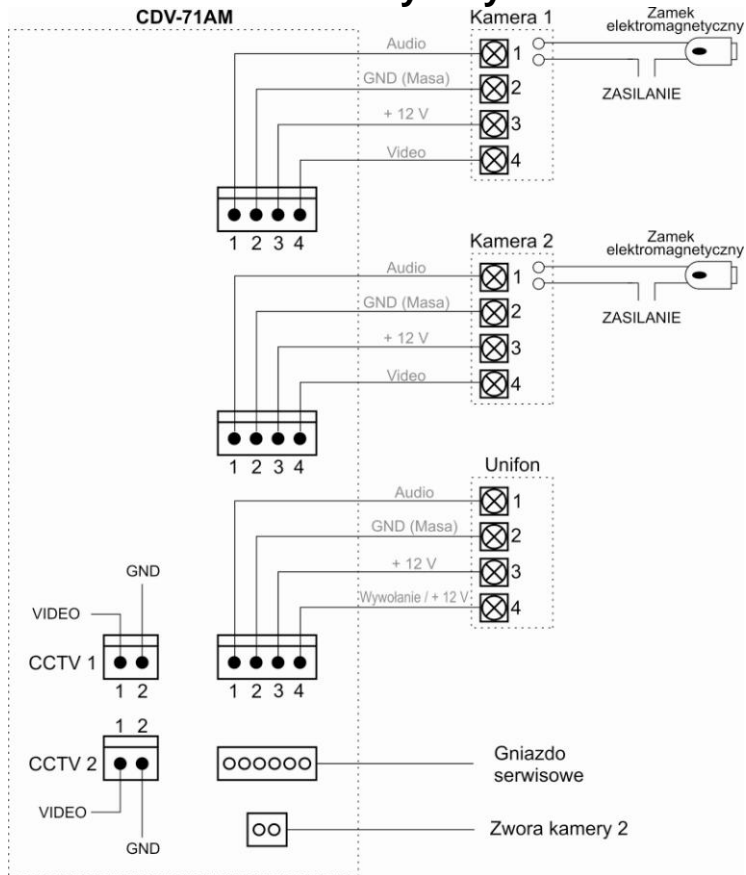 CDV-71AM
Kamera 1
Zamek
elektromagnetyczny
Audio
1
GND (Masa)
2
ZASILANIE
+ 12 V
3
Video
4
1 2 3 4
Kamera 2
Zamek
elektromagnetyczny
Audio
1
GND (Masa)
2
ZASILANIE
+ 12 V
3
Video
4
1 2 3 4
Unifon
Audio
1
GND (Masa)
2
+ 12 V
3
Wywołanie / + 12 V
4
GND
VIDEO
CCTV 1
1 2
1 2 3 4
1 2
CCTV 2
VIDEO
GND
Gniazdo
serwisowe
Zwora kamery 2